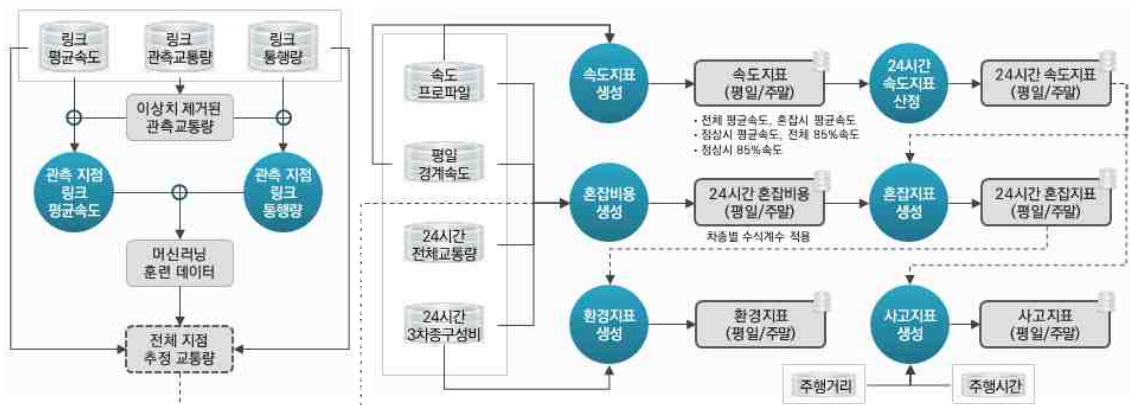 링크
평균속도
링크
관측교통량
링크
통행량
이상치 제거된
관측교통량
관측 지점
링크
평균속도
관측 지점
링크
통행량
머신러닝
훈련 데이터
전체 지점
추정 교통량
속도
프로파일
평일
경계속도
24시간
전체교통량
24시간
3차종구성비
속도지표
생성
속도지표
(평일/주말)
• 전체 평균속도, 혼잡시 평균속도
• 정상시 평균속도, 전체 85%속도
• 정상시 85%속도
24시간
속도지표
산정
24시간 속도지표
(평일/주말)
혼잡비용
생성
24시간 혼잡비용
(평일/주말)
차종별 수식계수 적용
혼잡지표
생성
24시간 혼잡지표
(평일/주말)
환경지표
생성
환경지표
(평일/주말)
사고지표
생성
사고지표
(평일/주말)
주행거리
주행시간